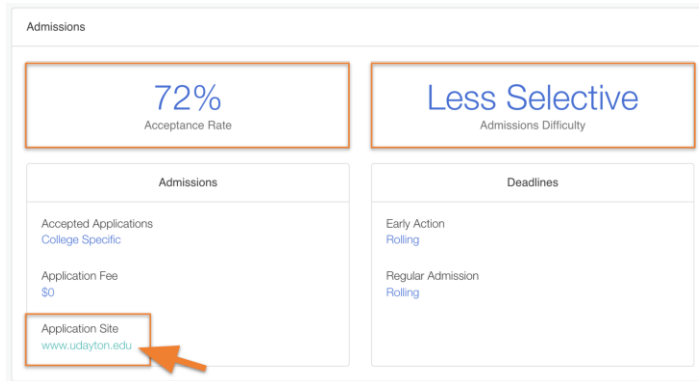 Admissions
72%
Acceptance Rate
Less Selective
Admissions Difficulty
Admissions
Accepted Applications
College Specific
Application Fee
$0
Application Site
www.udayton.edu
Deadlines
Early Action
Rolling
Regular Admission
Rolling